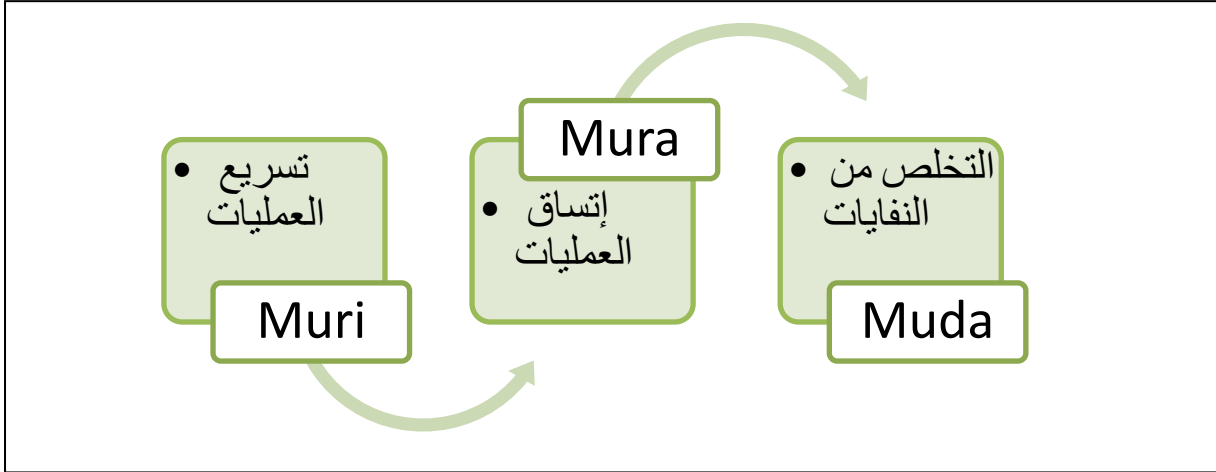 • تسريع
العمليات
Muri
Mura
• إتساق
العمليات
• التخلص من
النفايات
Muda